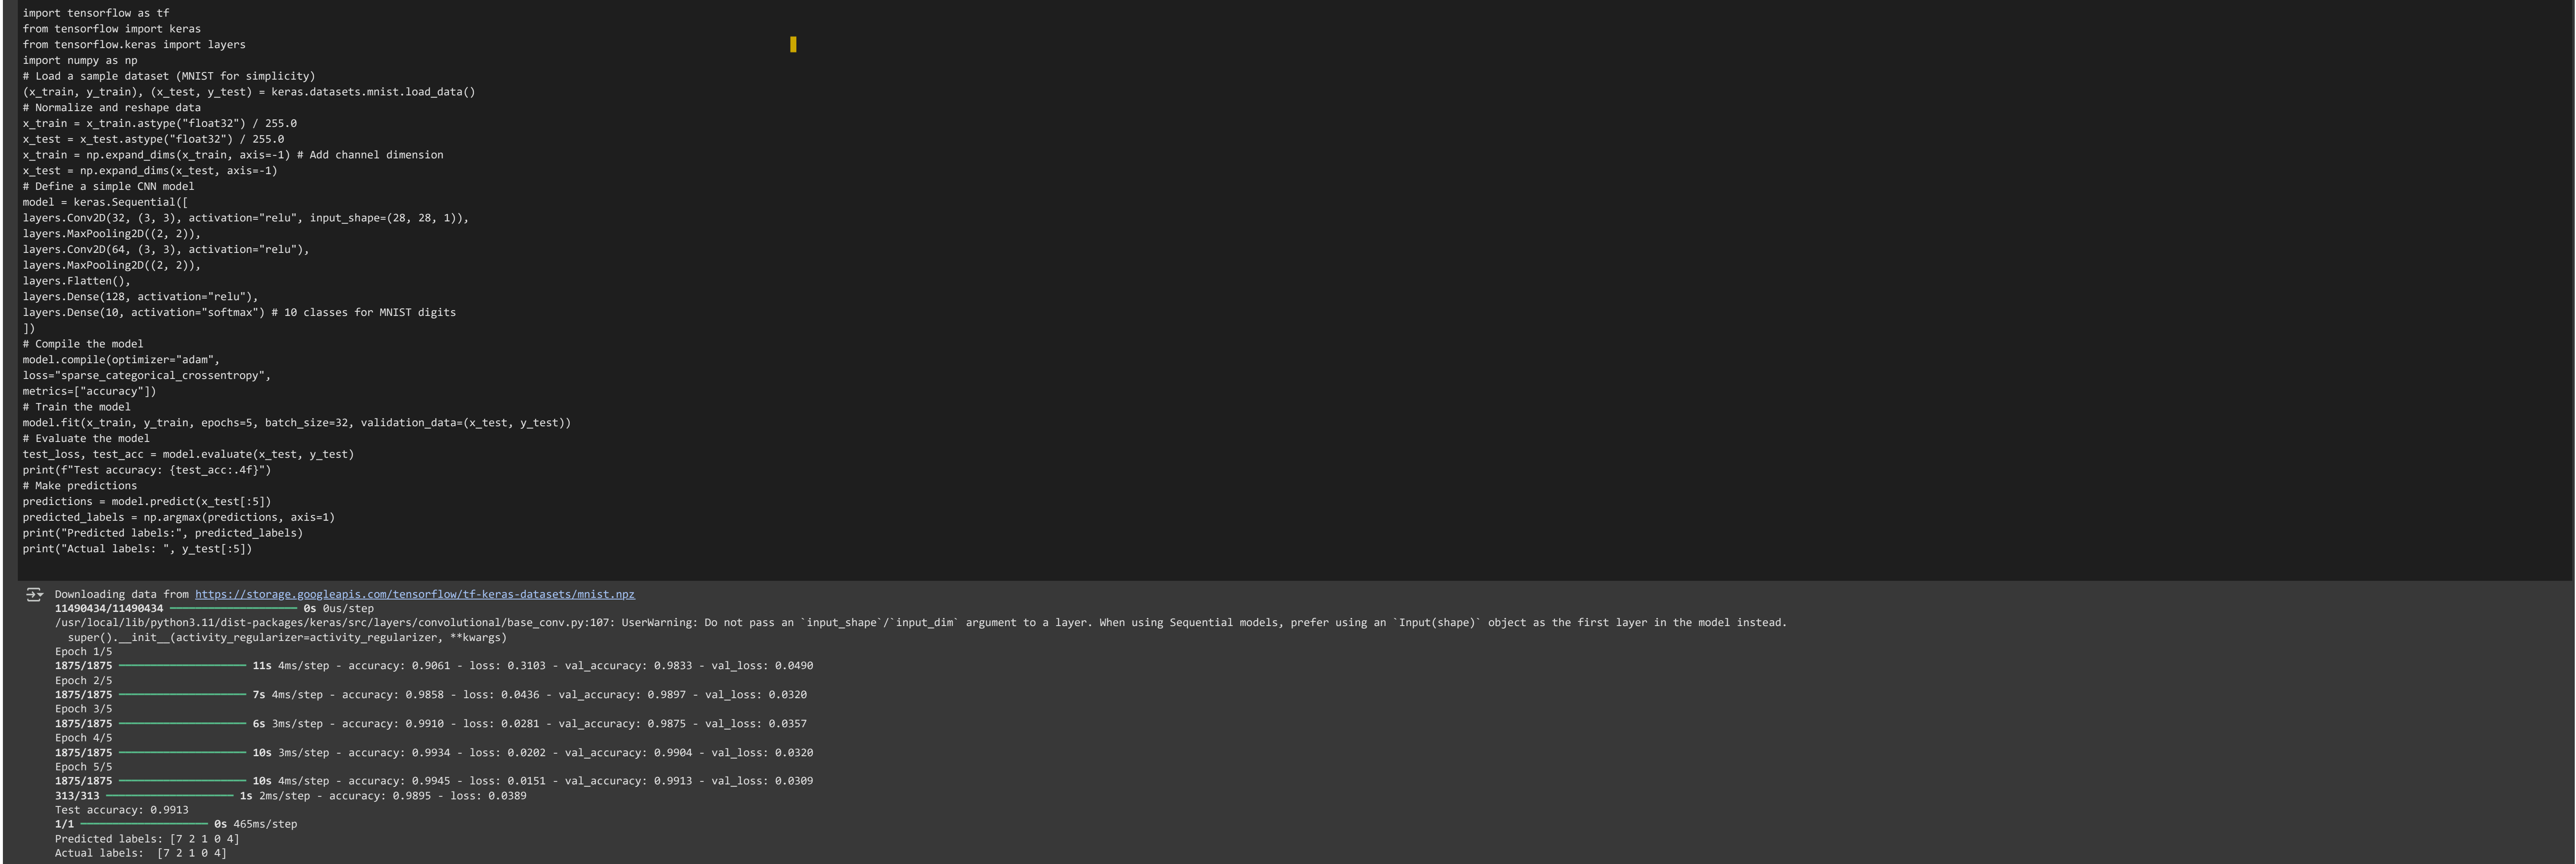 import tensorflow as tf
from tensorflow import keras
from tensorflow.keras import layers
import numpy as np
# Load a sample dataset (MNIST for simplicity)
(x_train, y_train), (x_test, y_test) = keras.datasets.mnist.load_data()
# Normalize and reshape data
x_train = x_train.astype("float32") / 255.0
x_test = x_test.astype("float32") / 255.0
x_train = np.expand_dims(x_train, axis=-1) # Add channel dimension
x_test = np.expand_dims(x_test, axis=-1)
# Define a simple CNN model
model = keras.Sequential([
layers.Conv2D(32, (3, 3), activation="relu", input_shape=(28, 28, 1)),
layers.MaxPooling2D((2, 2)),
layers.Conv2D(64, (3, 3), activation="relu"),
layers.MaxPooling2D((2, 2)),
layers.Flatten(),
layers.Dense(128, activation="relu"),
layers.Dense(10, activation="softmax") # 10 classes for MNIST digits
])
# Compile the model
model.compile(optimizer="adam",
loss="sparse_categorical_crossentropy",
metrics=["accuracy"])
# Train the model
model.fit(x_train, y_train, epochs=5, batch_size=32, validation_data=(x_test, y_test))
# Evaluate the model
test_loss, test_acc = model.evaluate(x_test, y_test)
print(f"Test accuracy: {test_acc:.4f}")
# Make predictions
predictions = model.predict(x_test[:5])
predicted_labels = np.argmax(predictions, axis=1)
print("Predicted labels:", predicted_labels)
print("Actual labels: ", y_test[:5])
Downloading data from https://storage.googleapis.com/tensorflow/tf-keras-datasets/mnist.npz
11490434/11490434 ━━━━━━━━━━━━━━━━━━━━ 0s 0us/step
/usr/local/lib/python3.11/dist-packages/keras/src/layers/convolutional/base_conv.py:107: UserWarning: Do not pass an `input_shape`/`input_dim` argument to a layer. When using Sequential models, prefer using an `Input(shape)` object as the first layer in the model instead.
  super().__init__(activity_regularizer=activity_regularizer, **kwargs)
Epoch 1/5
1875/1875 ━━━━━━━━━━━━━━━━━━━━ 11s 4ms/step - accuracy: 0.9061 - loss: 0.3103 - val_accuracy: 0.9833 - val_loss: 0.0490
Epoch 2/5
1875/1875 ━━━━━━━━━━━━━━━━━━━━ 7s 4ms/step - accuracy: 0.9858 - loss: 0.0436 - val_accuracy: 0.9897 - val_loss: 0.0320
Epoch 3/5
1875/1875 ━━━━━━━━━━━━━━━━━━━━ 6s 3ms/step - accuracy: 0.9910 - loss: 0.0281 - val_accuracy: 0.9875 - val_loss: 0.0357
Epoch 4/5
1875/1875 ━━━━━━━━━━━━━━━━━━━━ 10s 3ms/step - accuracy: 0.9934 - loss: 0.0202 - val_accuracy: 0.9904 - val_loss: 0.0320
Epoch 5/5
1875/1875 ━━━━━━━━━━━━━━━━━━━━ 10s 4ms/step - accuracy: 0.9945 - loss: 0.0151 - val_accuracy: 0.9913 - val_loss: 0.0309
313/313 ━━━━━━━━━━━━━━━━━━━━ 1s 2ms/step - accuracy: 0.9895 - loss: 0.0389
Test accuracy: 0.9913
1/1 ━━━━━━━━━━━━━━━━━━━━ 0s 465ms/step
Predicted labels: [7 2 1 0 4]
Actual labels:  [7 2 1 0 4]